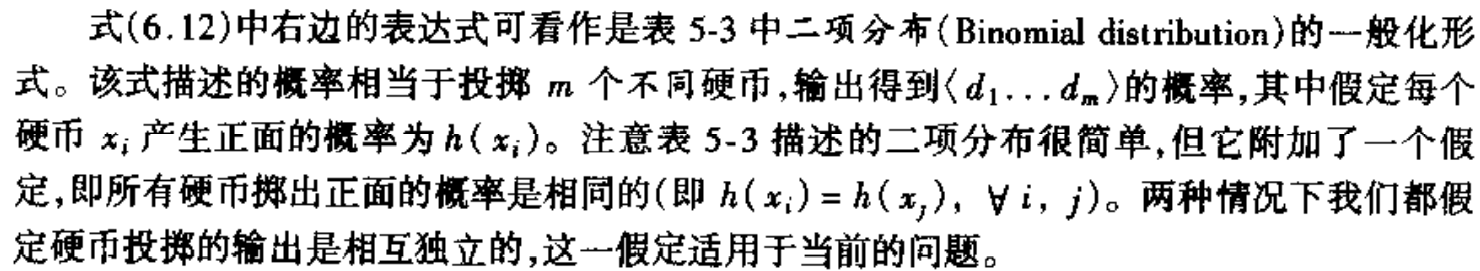 式(6.12)中右边的表达式可看作是表 5-3 中二项分布(Binomial distribution)的一般化形
式。该式描述的概率相当于投掷 m 个不同硬币,输出得到⟨d₁...dₘ⟩的概率,其中假定每个
硬币 xᵢ 产生正面的概率为 h(xᵢ)。注意表 5-3 描述的二项分布很简单,但它附加了一个假
定,即所有硬币掷出正面的概率是相同的(即 h(xᵢ)=h(xⱼ), ∀ i, j)。两种情况下我们都假
定硬币投掷的输出是相互独立的,这一假定适用于当前的问题。